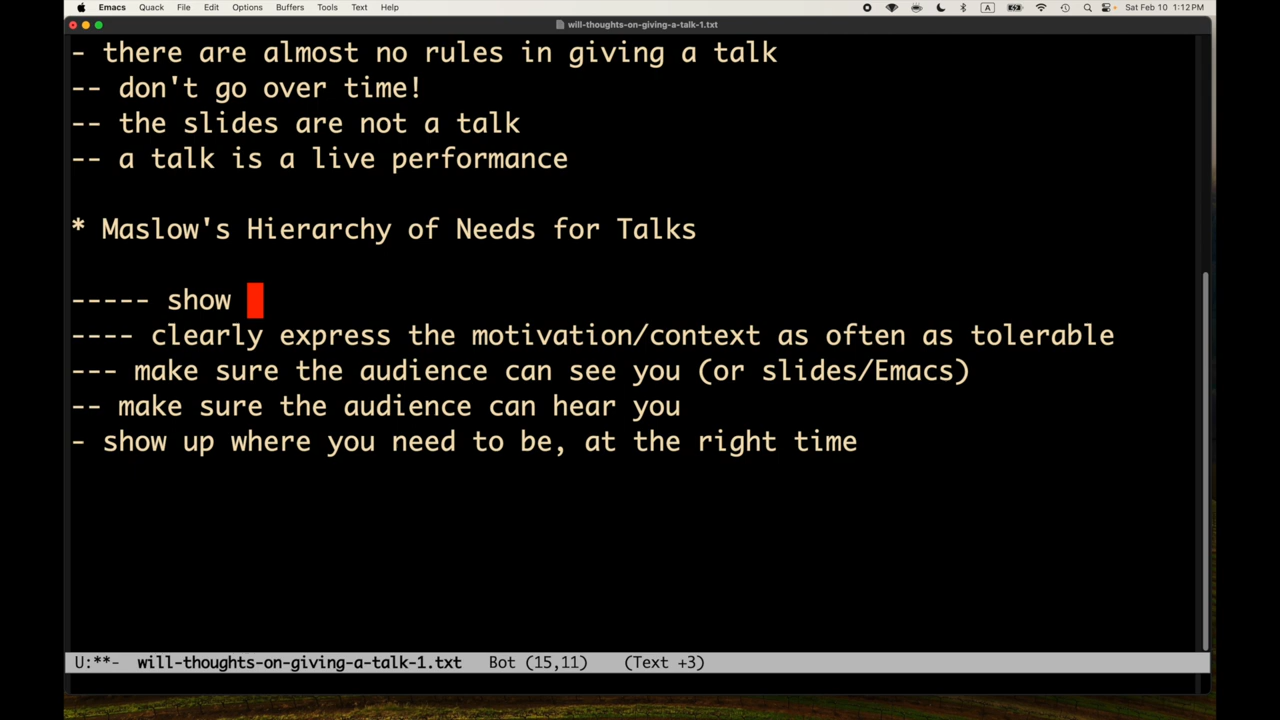 Emacs Quack File Edit Options Buffers Tools Text Help A Sat Feb 10 1:12 PM
will-thoughts-on-giving-a-talk-1.txt
- there are almost no rules in giving a talk
-- don't go over time!
-- the slides are not a talk
-- a talk is a live performance
* Maslow's Hierarchy of Needs for Talks
----- show
---- clearly express the motivation/context as often as tolerable
--- make sure the audience can see you (or slides/Emacs)
-- make sure the audience can hear you
- show up where you need to be, at the right time
U:**- will-thoughts-on-giving-a-talk-1.txt Bot (15,11) (Text +3)